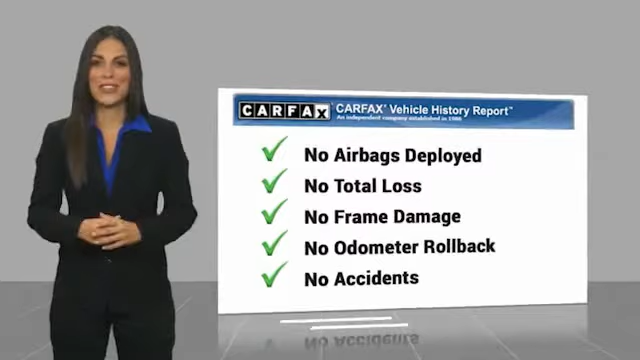 CARFAX CARFAX® Vehicle History Report™
An independent company established in 1986
No Airbags Deployed
No Total Loss
No Frame Damage
No Odometer Rollback
No Accidents